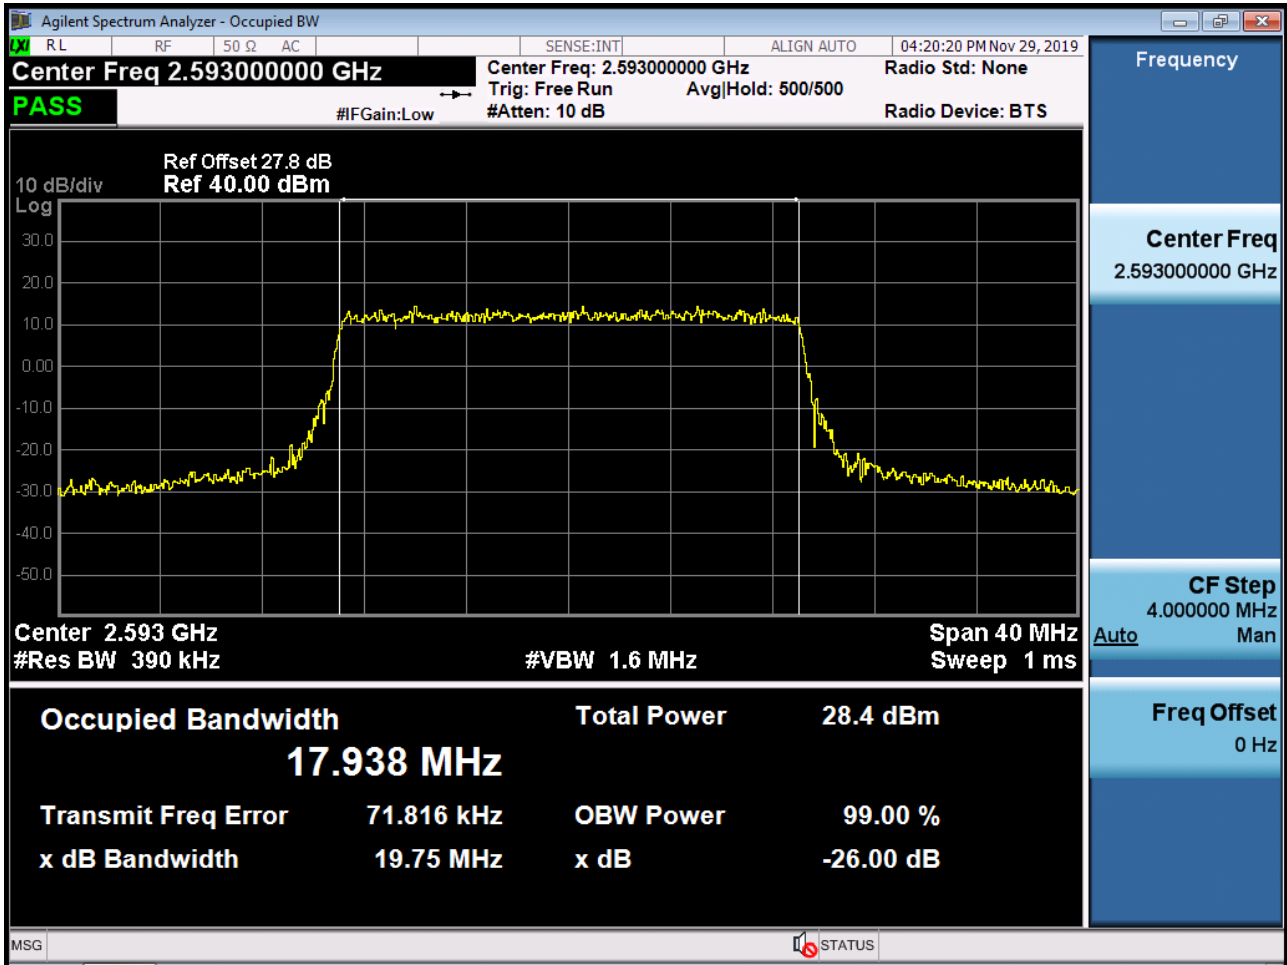 Agilent Spectrum Analyzer - Occupied BW
LXI RL RF 50 Ω AC SENSE:INT ALIGN AUTO 04:20:20 PM Nov 29, 2019
Center Freq 2.593000000 GHz
Center Freq: 2.593000000 GHz
Radio Std: None
Trig: Free Run Avg|Hold: 500/500
PASS
#IFGain:Low
#Atten: 10 dB
Radio Device: BTS
Ref Offset 27.8 dB
10 dB/div Ref 40.00 dBm
Log
30.0
20.0
10.0
0.00
-10.0
-20.0
-30.0
-40.0
-50.0
Center 2.593 GHz Span 40 MHz
#Res BW 390 kHz #VBW 1.6 MHz Sweep 1 ms
Occupied Bandwidth Total Power 28.4 dBm
17.938 MHz
Transmit Freq Error 71.816 kHz OBW Power 99.00 %
x dB Bandwidth 19.75 MHz x dB -26.00 dB
Frequency
Center Freq
2.593000000 GHz
CF Step
4.000000 MHz
Auto Man
Freq Offset
0 Hz
MSG STATUS